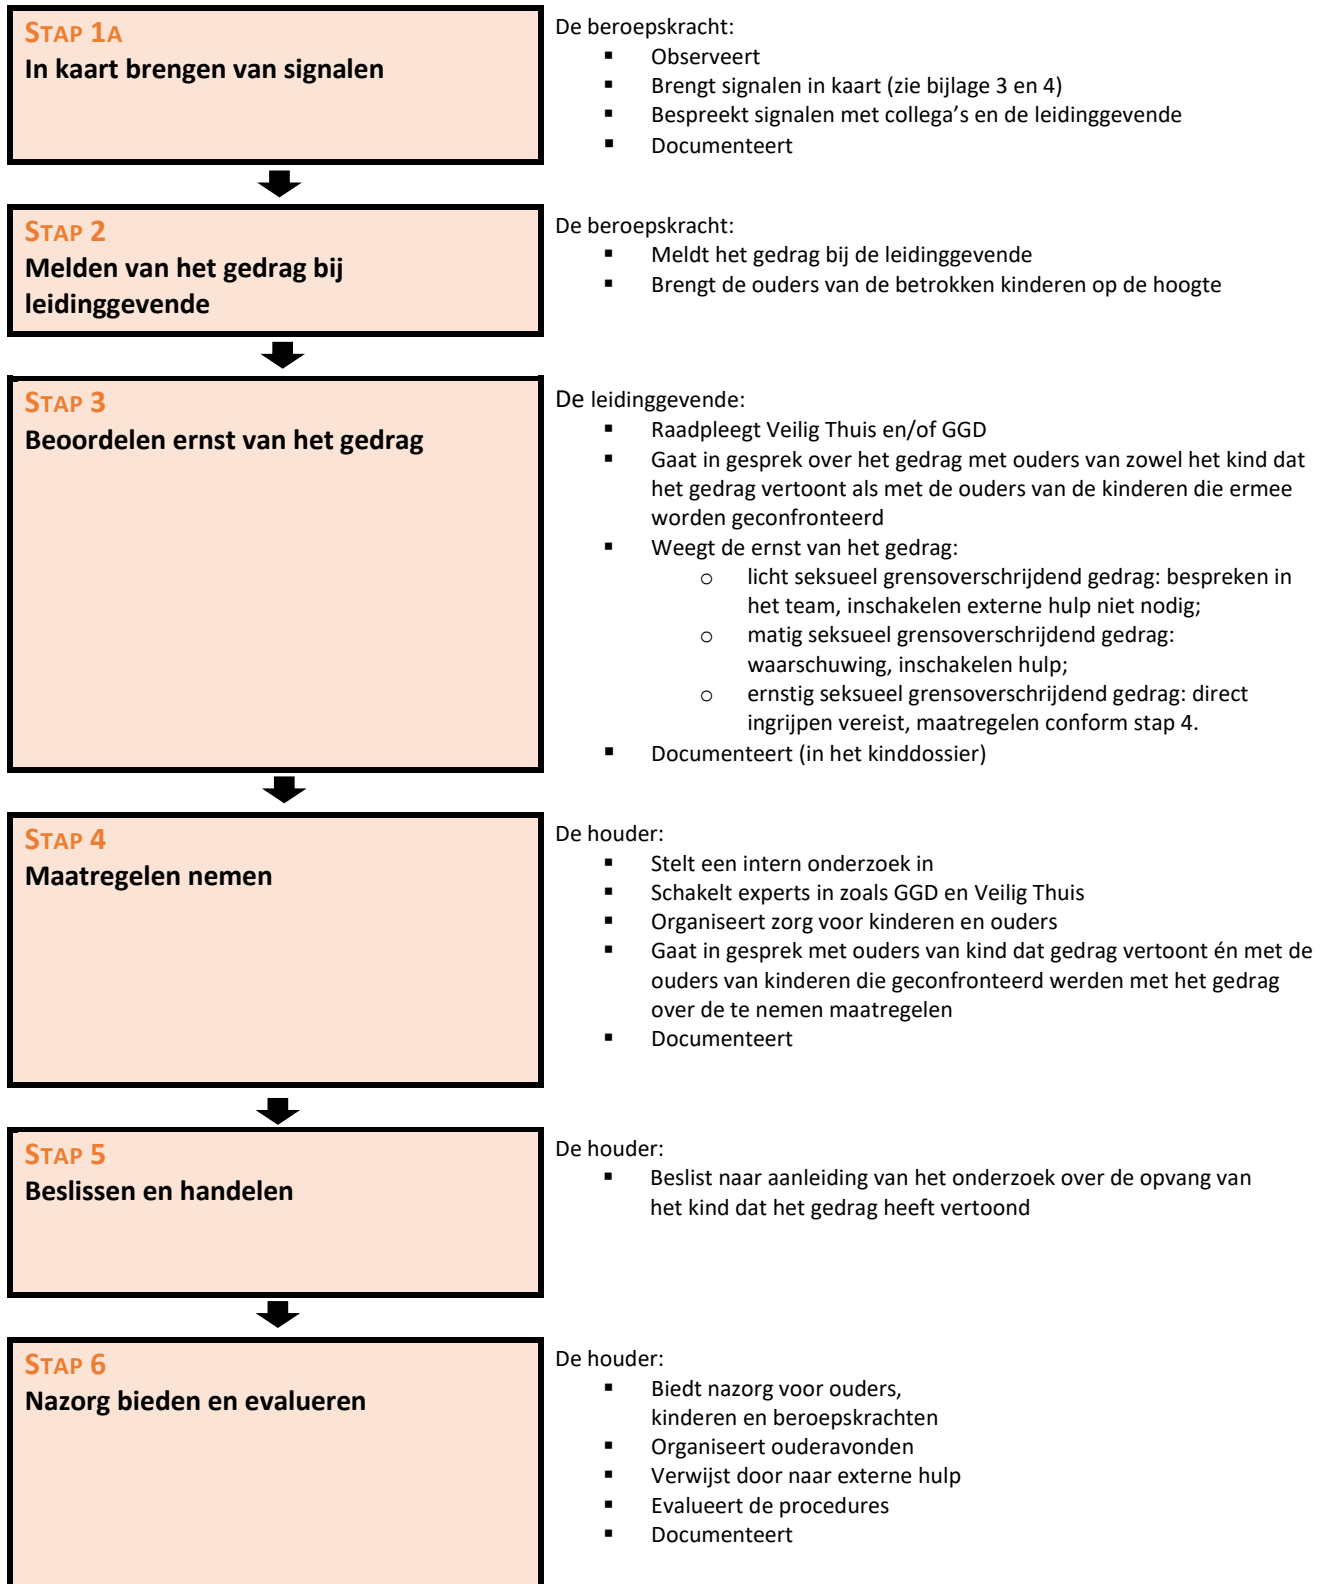 STAP 1A
In kaart brengen van signalen
De beroepskracht:
▪ Observeert
▪ Brengt signalen in kaart (zie bijlage 3 en 4)
▪ Bespreekt signalen met collega’s en de leidinggevende
▪ Documenteert
STAP 2
Melden van het gedrag bij
leidinggevende
De beroepskracht:
▪ Meldt het gedrag bij de leidinggevende
▪ Brengt de ouders van de betrokken kinderen op de hoogte
STAP 3
Beoordelen ernst van het gedrag
De leidinggevende:
▪ Raadpleegt Veilig Thuis en/of GGD
▪ Gaat in gesprek over het gedrag met ouders van zowel het kind dat
het gedrag vertoont als met de ouders van de kinderen die ermee
worden geconfronteerd
▪ Weegt de ernst van het gedrag:
o licht seksueel grensoverschrijdend gedrag: bespreken in
het team, inschakelen externe hulp niet nodig;
o matig seksueel grensoverschrijdend gedrag:
waarschuwing, inschakelen hulp;
o ernstig seksueel grensoverschrijdend gedrag: direct
ingrijpen vereist, maatregelen conform stap 4.
▪ Documenteert (in het kinddossier)
STAP 4
Maatregelen nemen
De houder:
▪ Stelt een intern onderzoek in
▪ Schakelt experts in zoals GGD en Veilig Thuis
▪ Organiseert zorg voor kinderen en ouders
▪ Gaat in gesprek met ouders van kind dat gedrag vertoont én met de
ouders van kinderen die geconfronteerd werden met het gedrag
over de te nemen maatregelen
▪ Documenteert
STAP 5
Beslissen en handelen
De houder:
▪ Beslist naar aanleiding van het onderzoek over de opvang van
het kind dat het gedrag heeft vertoond
STAP 6
Nazorg bieden en evalueren
De houder:
▪ Biedt nazorg voor ouders,
kinderen en beroepskrachten
▪ Organiseert ouderavonden
▪ Verwijst door naar externe hulp
▪ Evalueert de procedures
▪ Documenteert